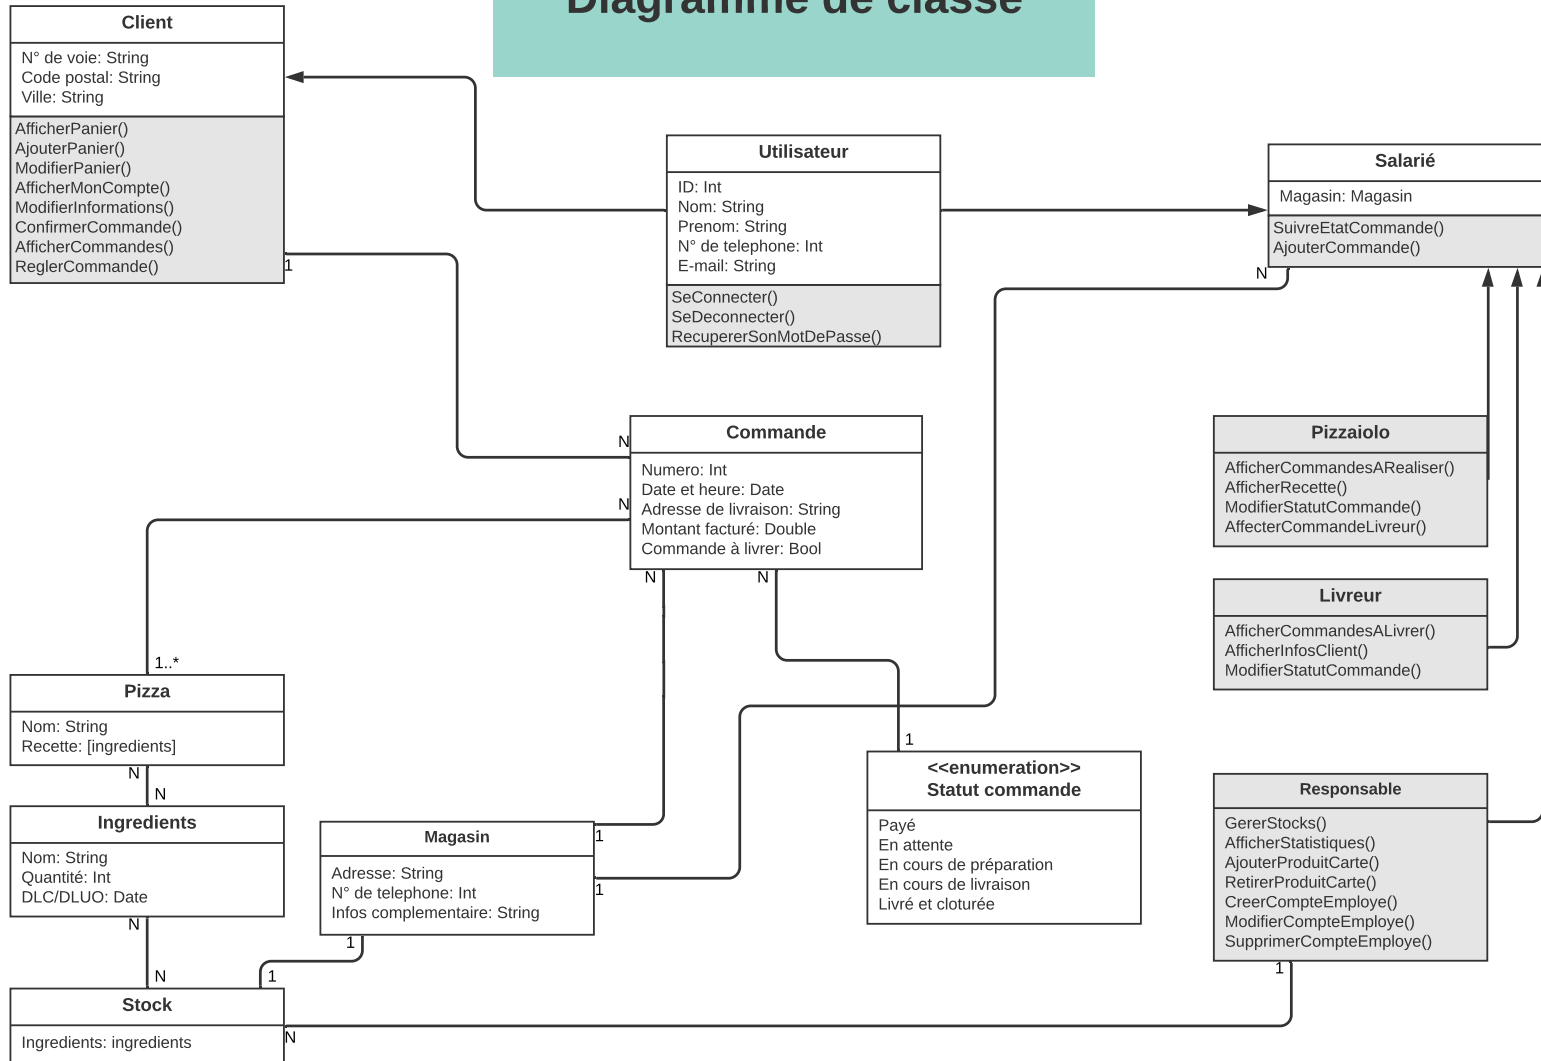 Diagramme de classe
Client
N° de voie: String
Code postal: String
Ville: String
AfficherPanier()
AjouterPanier()
ModifierPanier()
AfficherMonCompte()
ModifierInformations()
ConfirmerCommande()
AfficherCommandes()
ReglerCommande()
1
Utilisateur
ID: Int
Nom: String
Prenom: String
N° de telephone: Int
E-mail: String
SeConnecter()
SeDeconnecter()
RecupererSonMotDePasse()
Salarié
Magasin: Magasin
SuivreEtatCommande()
AjouterCommande()
N
N
Commande
Numero: Int
Date et heure: Date
Adresse de livraison: String
Montant facturé: Double
Commande à livrer: Bool
N
N
N
Pizzaiolo
AfficherCommandesARealiser()
AfficherRecette()
ModifierStatutCommande()
AffecterCommandeLivreur()
Livreur
AfficherCommandesALivrer()
AfficherInfosClient()
ModifierStatutCommande()
1..*
Pizza
Nom: String
Recette: [ingredients]
N
N
Ingredients
Nom: String
Quantité: Int
DLC/DLUO: Date
N
N
Magasin
Adresse: String
N° de telephone: Int
Infos complementaire: String
1
1
1
1
1
<<enumeration>>
Statut commande
Payé
En attente
En cours de préparation
En cours de livraison
Livré et cloturée
Responsable
GererStocks()
AfficherStatistiques()
AjouterProduitCarte()
RetirerProduitCarte()
CreerCompteEmploye()
ModifierCompteEmploye()
SupprimerCompteEmploye()
1
Stock
Ingredients: ingredients
N